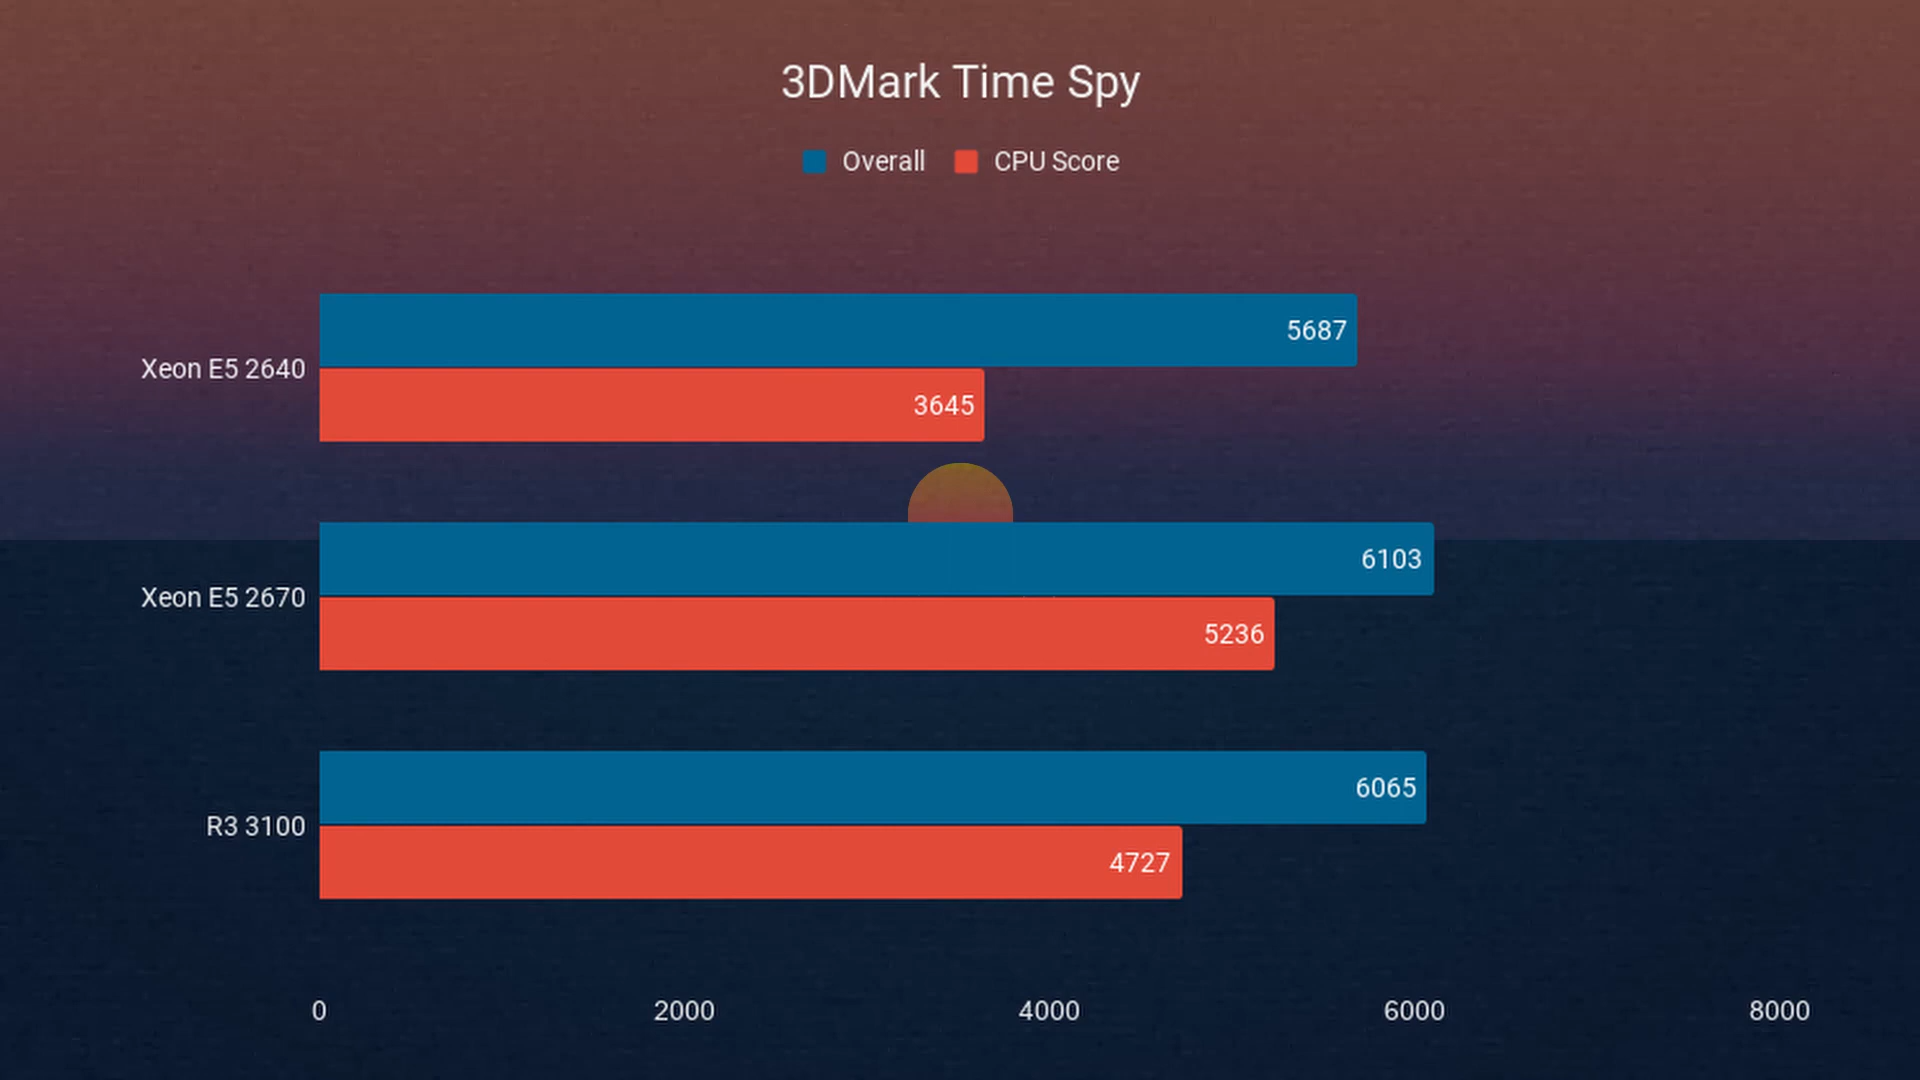 3DMark Time Spy
Overall CPU Score
Xeon E5 2640
5687
3645
Xeon E5 2670
6103
5236
R3 3100
6065
4727
0 2000 4000 6000 8000